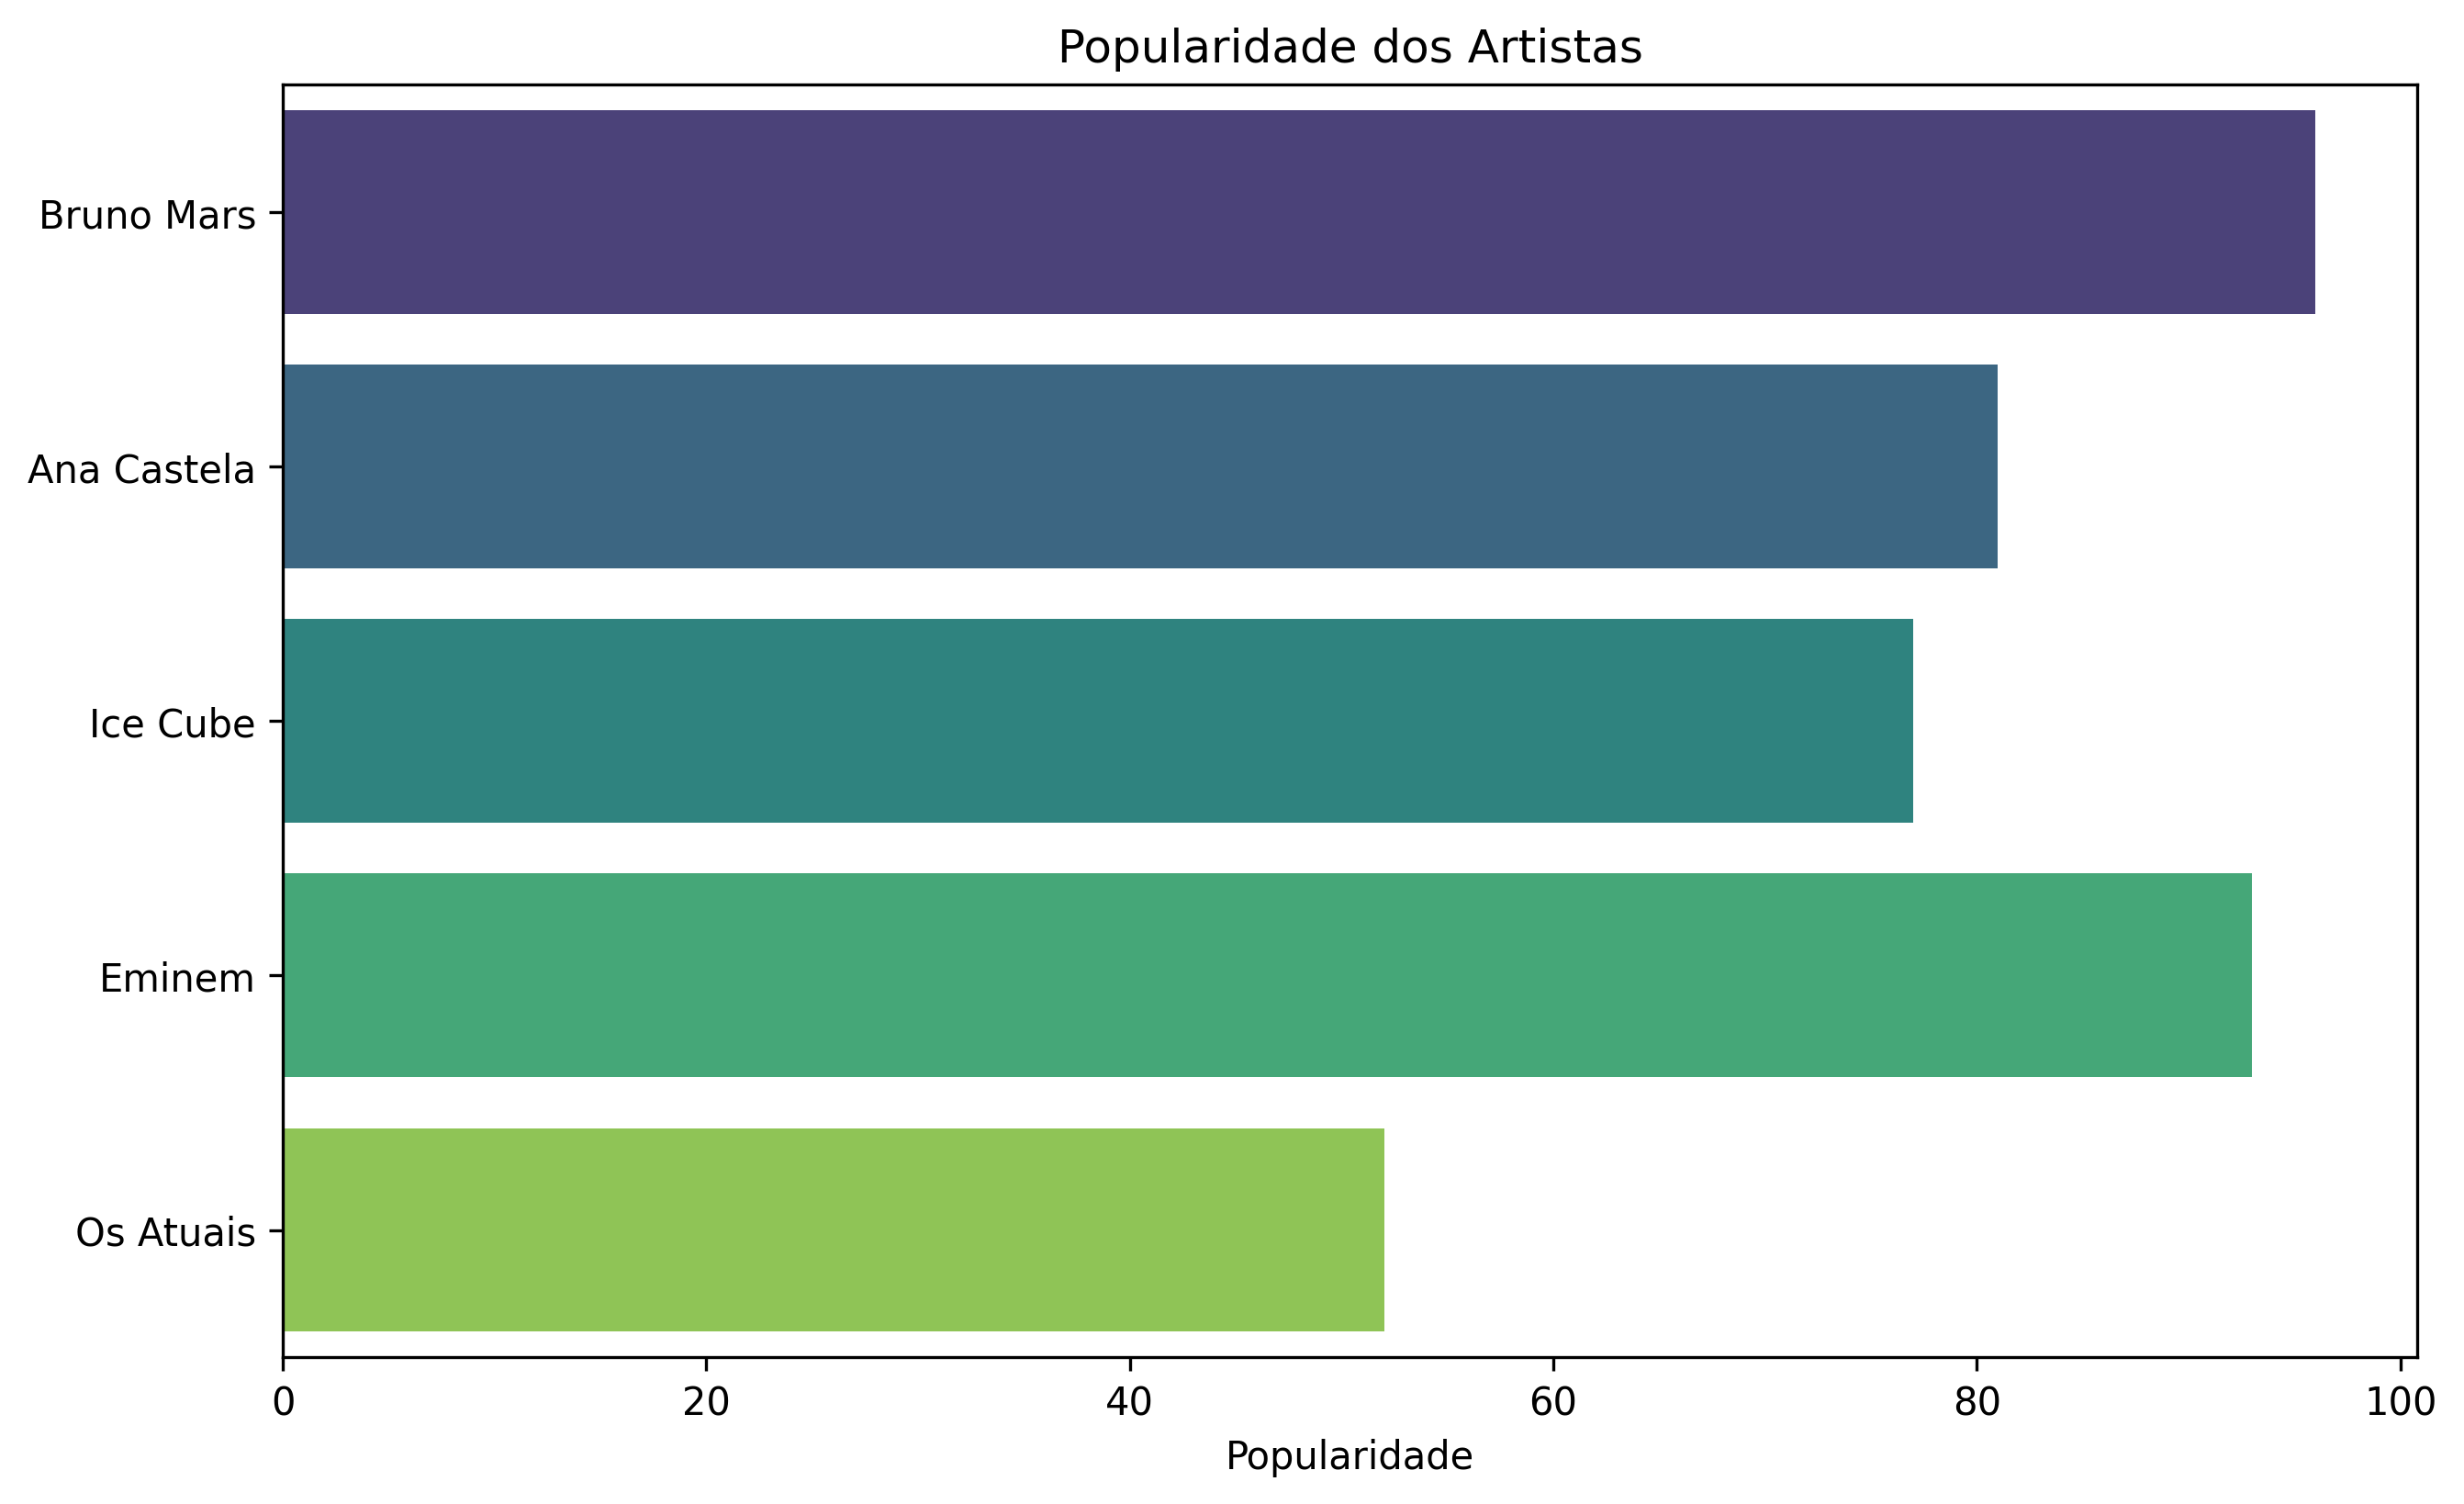 Popularidade dos Artistas
Bruno Mars
Ana Castela
Ice Cube
Eminem
Os Atuais
0 20 40 60 80 100
Popularidade